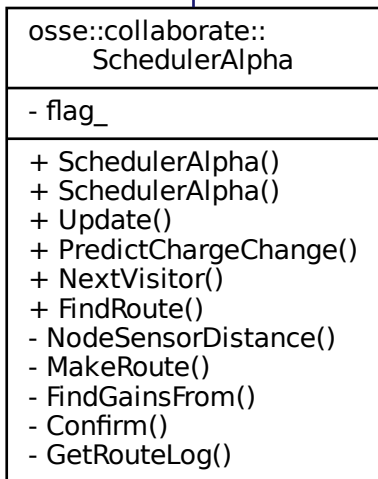 osse::collaborate::
SchedulerAlpha
- flag_
+ SchedulerAlpha()
+ SchedulerAlpha()
+ Update()
+ PredictChargeChange()
+ NextVisitor()
+ FindRoute()
- NodeSensorDistance()
- MakeRoute()
- FindGainsFrom()
- Confirm()
- GetRouteLog()